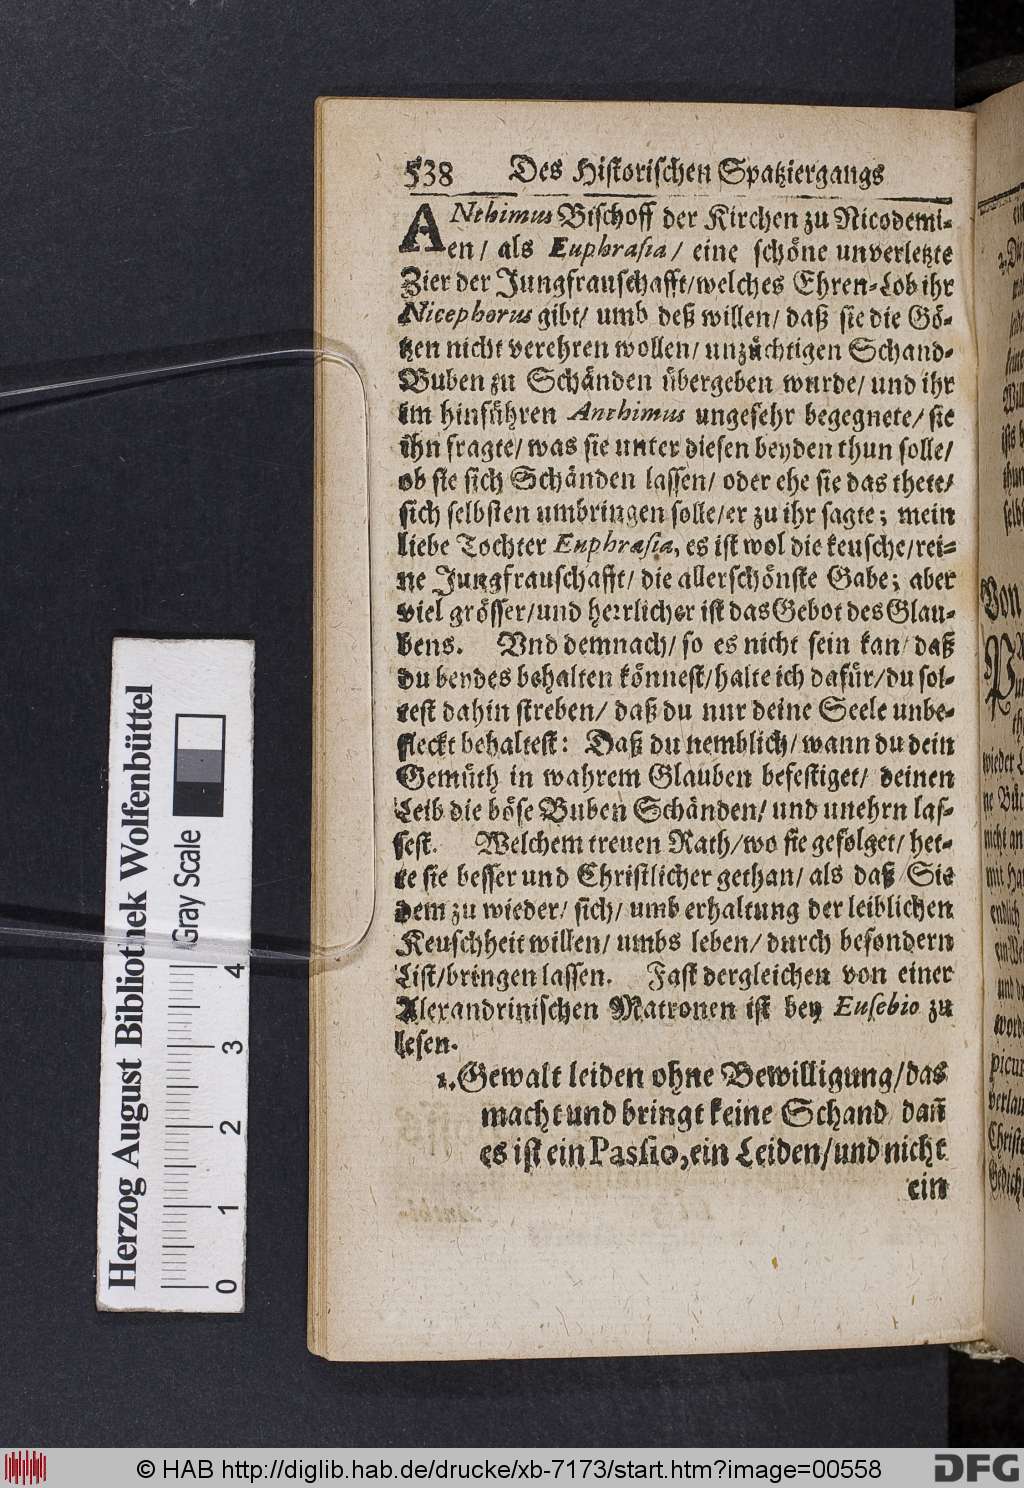 538 Des Historischen Spatziergangs
ANthimus Bischoff der Kirchen zu Nicodemi-
en/ als Euphrasia/ eine schöne unverletzte
Zier der Jungfrauschafft/welches Ehren-Lob ihr
Nicephorus gibt/ umb deß willen/ daß sie die Gö-
tzen nicht verehren wollen/ unzüchtigen Schand-
Buben zu Schänden übergeben wurde/ und ihr
im hinführen Anthimus ungefehr begegnete/ sie
ihn fragte/ was sie unter diesen beyden thun solle/
ob sie sich Schänden lassen/ oder ehe sie das thete/
sich selbsten umbringen solle/er zu ihr sagte; mein
liebe Tochter Euphrasia, es ist wol die keusche/rei-
ne Jungfrauschafft/ die allerschönste Gabe; aber
viel grösser/und herrlicher ist das Gebot des Glau-
bens. Vnd demnach/ so es nicht sein kan/ daß
du beydes behalten könnest/halte ich dafür/du sol-
test dahin streben/ daß du nur deine Seele unbe-
fleckt behaltest: Daß du nemblich/ wann du dein
Gemüth in wahrem Glauben befestiget/ deinen
Leib die böse Buben Schänden/ und unehrn las-
sest. Welchem treuen Rath/wo sie gefolget/ het-
te sie besser und Christlicher gethan/ als daß Sie
dem zu wieder/ sich/ umb erhaltung der leiblichen
Keuschheit willen/ umbs leben/ durch besondern
List/bringen lassen. Fast dergleichen von einer
Alexandrinischen Matronen ist bey Eusebio zu
lesen.
1. Gewalt leiden ohne Bewilligung/das
macht und bringt keine Schand/ dañ
es ist ein Passio, ein Leiden/und nicht
ein
Von
Herzog August Bibliothek Wolfenbüttel
Gray Scale
0 1 2 3 4
© HAB http://diglib.hab.de/drucke/xb-7173/start.htm?image=00558
DFG